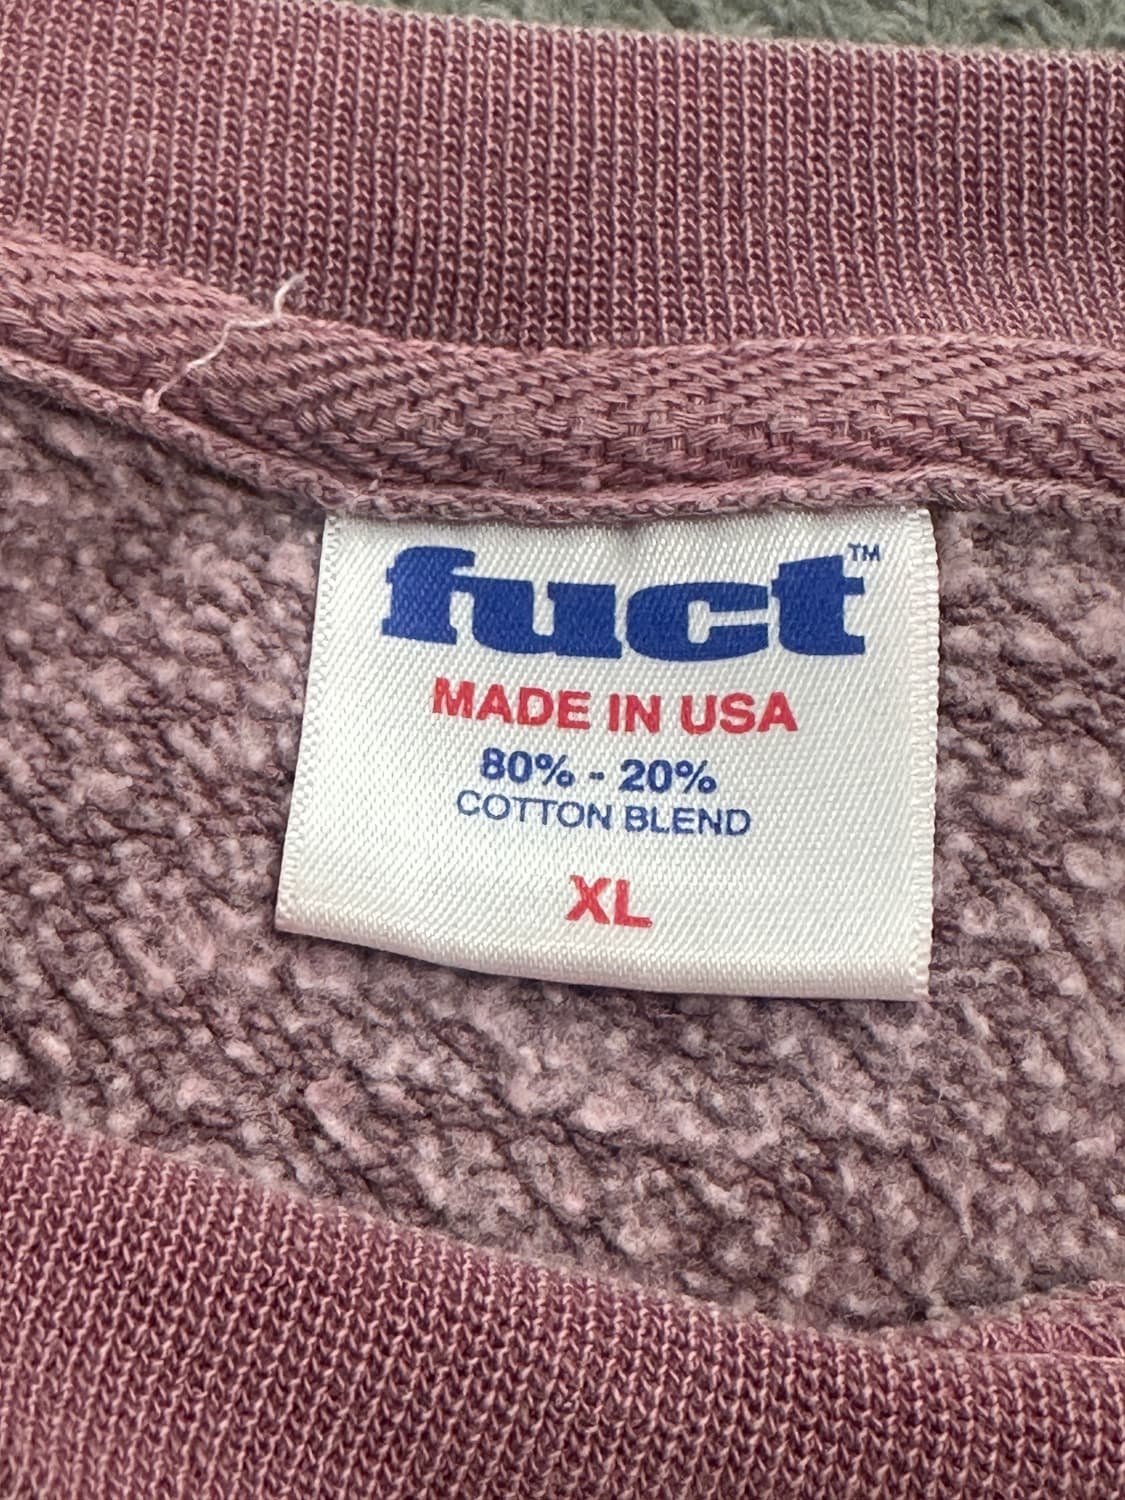 fuct™
MADE IN USA
80% - 20%
COTTON BLEND
XL